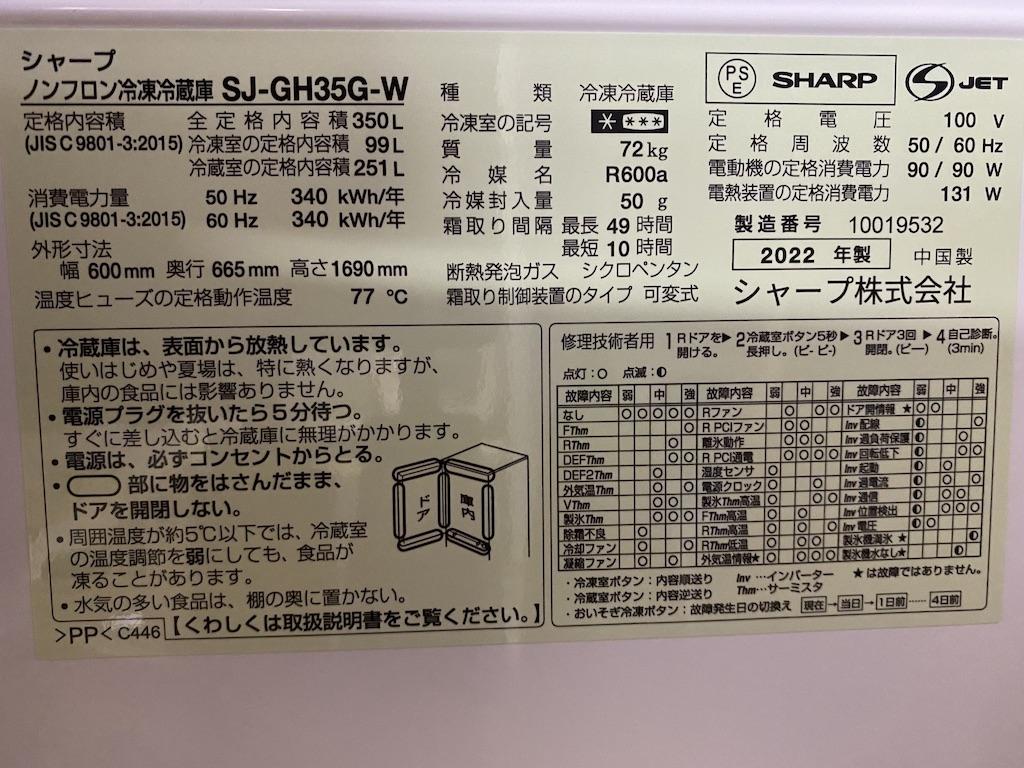 シャープ
ノンフロン冷凍冷蔵庫 SJ-GH35G-W
定格内容積 全定格内容積 350 L
(JIS C 9801-3:2015) 冷凍室の定格内容積 99 L
冷蔵室の定格内容積 251 L
消費電力量 50 Hz 340 kWh/年
(JIS C 9801-3:2015) 60 Hz 340 kWh/年
外形寸法
幅 600 mm 奥行 665 mm 高さ 1690 mm
温度ヒューズの定格動作温度 77 ℃
種類 冷凍冷蔵庫
冷凍室の記号 * ***
質量 72 kg
冷媒名 R600a
冷媒封入量 50 g
霜取り間隔 最長 49 時間
最短 10 時間
断熱発泡ガス シクロペンタン
霜取り制御装置のタイプ 可変式
PSE SHARP S JET
定格電圧 100 V
定格周波数 50 / 60 Hz
電動機の定格消費電力 90 / 90 W
電熱装置の定格消費電力 131 W
製造番号 10019532
2022 年製 中国製
シャープ株式会社
・冷蔵庫は、表面から放熱しています。
使いはじめや夏場は、特に熱くなりますが、
庫内の食品には影響ありません。
・電源プラグを抜いたら5分待つ。
すぐに差し込むと冷蔵庫に無理がかかります。
・電源は、必ずコンセントからとる。
・ 部に物をはさんだまま、
ドアを開閉しない。
・周囲温度が約5℃以下では、冷蔵室
の温度調節を弱にしても、食品が
凍ることがあります。
・水気の多い食品は、棚の奥に置かない。
ドア 庫内
>PP< C446 【くわしくは取扱説明書をご覧ください。】
修理技術者用 1 Rドアを開ける。 ▶ 2 冷蔵室ボタン5秒長押し。(ピーピー) ▶ 3 Rドア3回開閉。(ピー) ▶ 4 自己診断。(3min)
点灯:○ 点滅:◐
故障内容 弱 中 強 故障内容 弱 中 強 故障内容 弱 中 強
なし ○○○○○ Rファン ドア開情報 ★
FThm R PCIファン Inv 配線
RThm 離氷動作 Inv 過負荷保護
DEFThm R PCI通電 Inv 回転低下
DEF2Thm 湿度センサ Inv 起動
外気温Thm 電源クロック Inv 過電流
VThm 製氷Thm高温 Inv 通信
製氷Thm FThm高温 Inv 位置検出
除霜不良 RThm高温 Inv 電圧
冷却ファン RThm低温 製氷機満氷 ★
凝縮ファン 外気温情報★ 製氷機水なし★
・冷凍室ボタン:内容順送り Inv…インバーター ★は故障ではありません。
・冷蔵室ボタン:内容逆送り Thm…サーミスタ
・おいそぎ冷凍ボタン:故障発生日の切換え 現在→当日→1日前……4日前